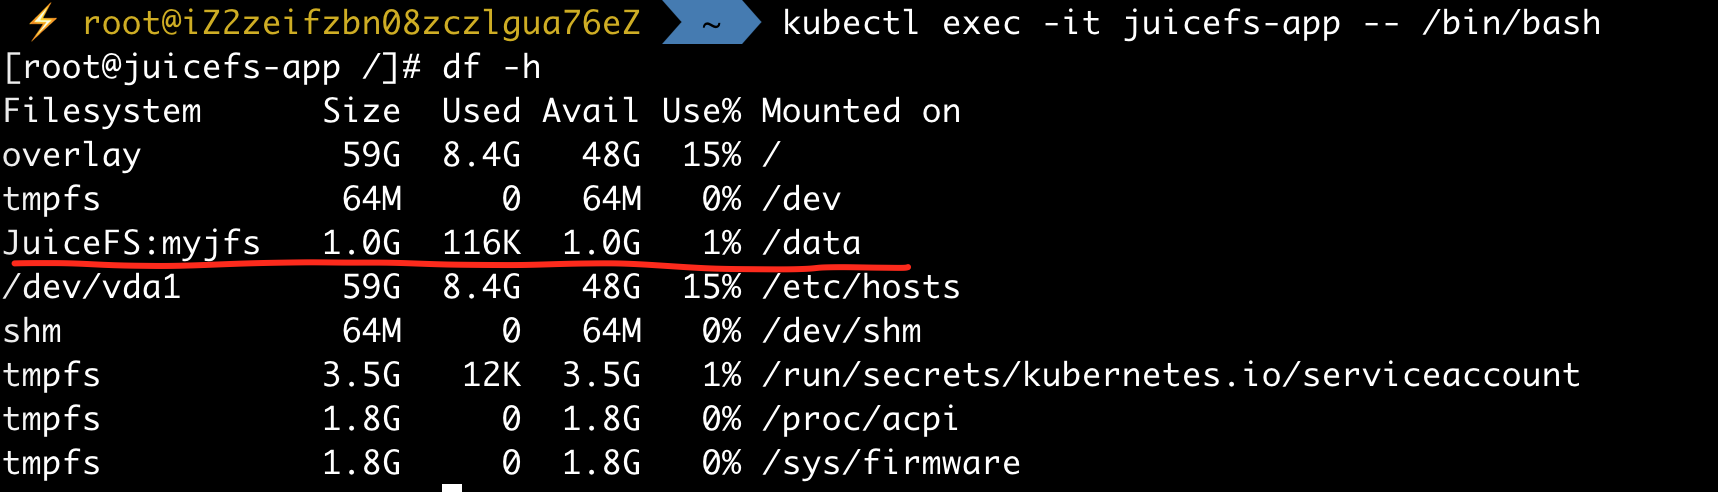 ⚡ root@iZ2zeifzbn08zczlgua76eZ ~ kubectl exec -it juicefs-app -- /bin/bash
[root@juicefs-app /]# df -h
Filesystem      Size  Used Avail Use% Mounted on
overlay          59G  8.4G   48G  15% /
tmpfs            64M     0   64M   0% /dev
JuiceFS:myjfs   1.0G  116K  1.0G   1% /data
/dev/vda1        59G  8.4G   48G  15% /etc/hosts
shm              64M     0   64M   0% /dev/shm
tmpfs           3.5G   12K  3.5G   1% /run/secrets/kubernetes.io/serviceaccount
tmpfs           1.8G     0  1.8G   0% /proc/acpi
tmpfs           1.8G     0  1.8G   0% /sys/firmware